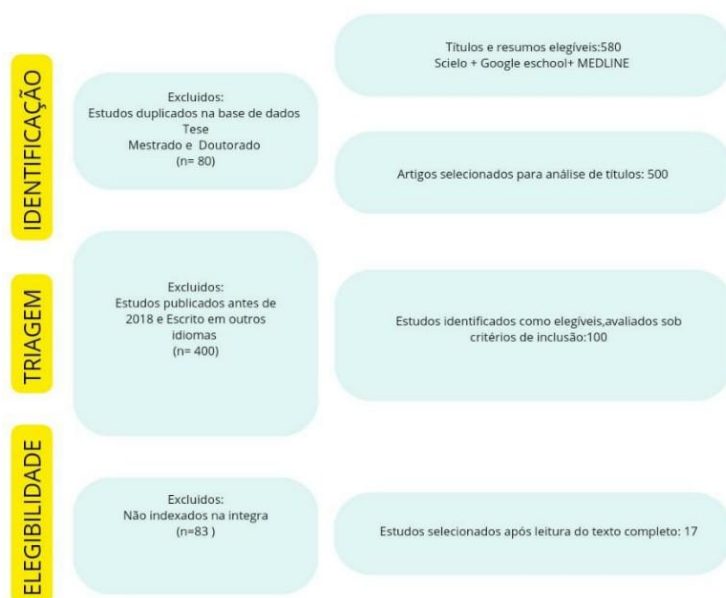 IDENTIFICAÇÃO
Excluidos:
Estudos duplicados na base de dados
Tese
Mestrado e Doutorado
(n= 80)
Títulos e resumos elegíveis:580
Scielo + Google eschool+ MEDLINE
Artigos selecionados para análise de títulos: 500
TRIAGEM
Excluidos:
Estudos publicados antes de
2018 e Escrito em outros
idiomas
(n= 400)
Estudos identificados como elegíveis,avaliados sob
critérios de inclusão:100
ELEGIBILIDADE
Excluidos:
Não indexados na integra
(n=83 )
Estudos selecionados após leitura do texto completo: 17